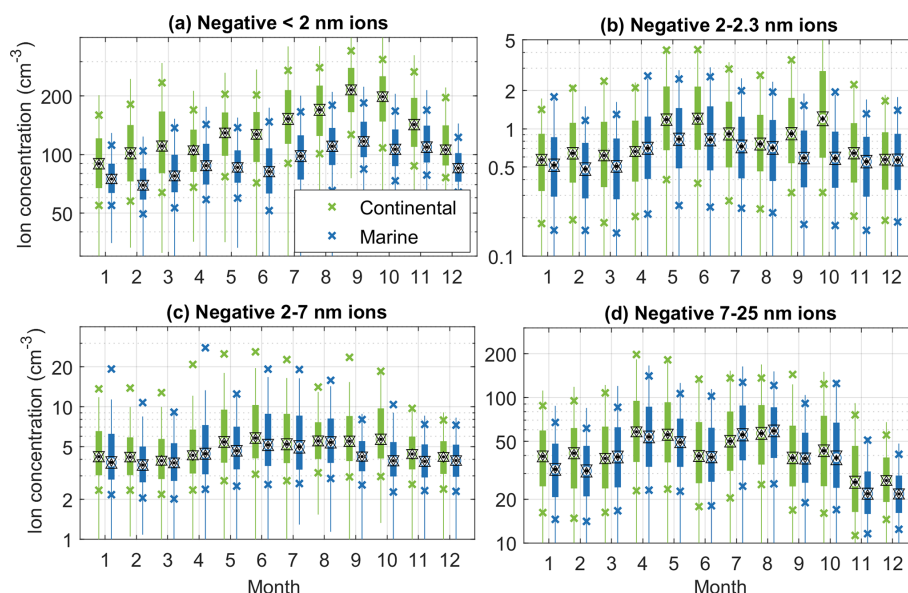 (a) Negative < 2 nm ions
Ion concentration (cm-3)
200
100
50
Continental
Marine
1 2 3 4 5 6 7 8 9 10 11 12
(b) Negative 2-2.3 nm ions
5
2
1
0.5
0.1
1 2 3 4 5 6 7 8 9 10 11 12
(c) Negative 2-7 nm ions
Ion concentration (cm-3)
20
10
5
2
1
1 2 3 4 5 6 7 8 9 10 11 12
Month
(d) Negative 7-25 nm ions
200
100
50
20
10
1 2 3 4 5 6 7 8 9 10 11 12
Month